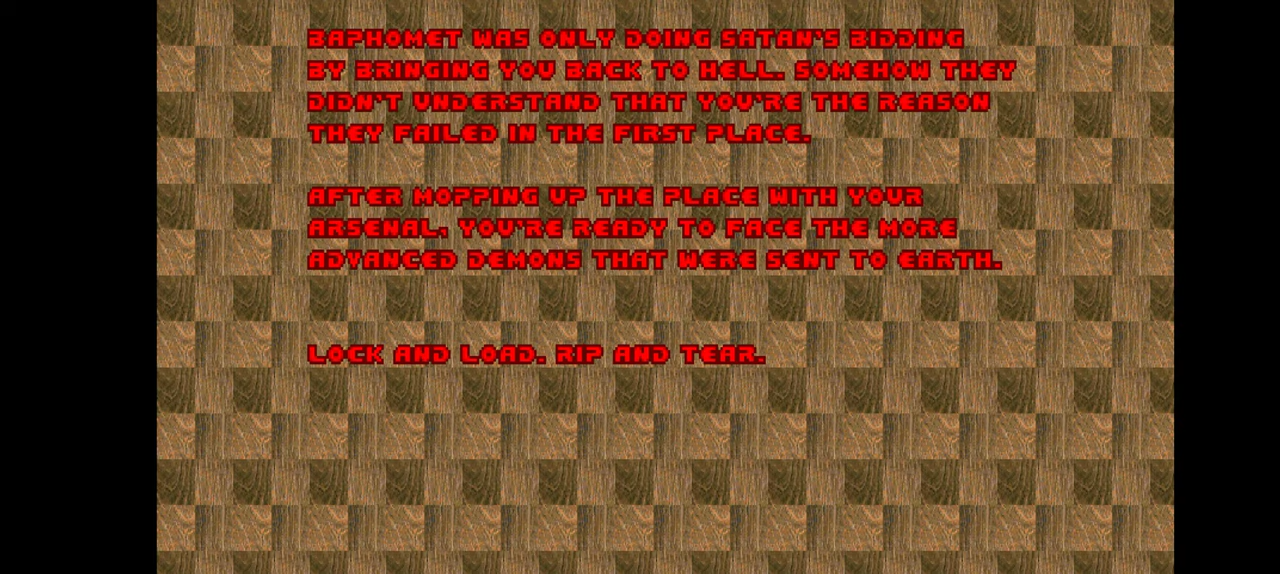 BAPHOMET WAS ONLY DOING SATAN'S BIDDING
BY BRINGING YOU BACK TO HELL. SOMEHOW THEY
DIDN'T UNDERSTAND THAT YOU'RE THE REASON
THEY FAILED IN THE FIRST PLACE.
AFTER MOPPING UP THE PLACE WITH YOUR
ARSENAL, YOU'RE READY TO FACE THE MORE
ADVANCED DEMONS THAT WERE SENT TO EARTH.
LOCK AND LOAD. RIP AND TEAR.